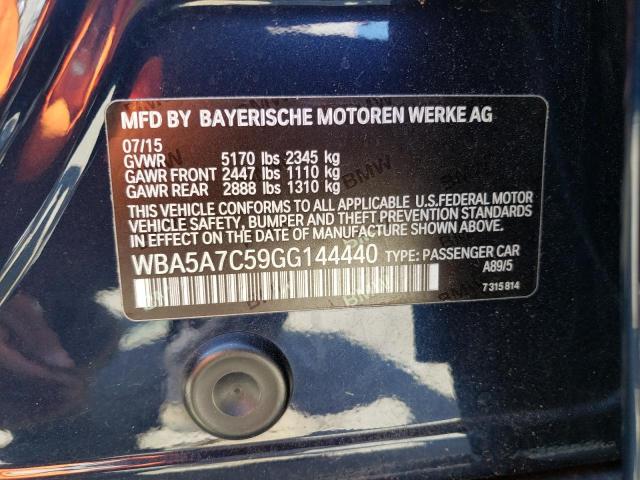 MFD BY BAYERISCHE MOTOREN WERKE AG
07/15
GVWR 5170 lbs 2345 kg
GAWR FRONT 2447 lbs 1110 kg
GAWR REAR 2888 lbs 1310 kg
THIS VEHICLE CONFORMS TO ALL APPLICABLE U.S.FEDERAL MOTOR
VEHICLE SAFETY, BUMPER AND THEFT PREVENTION STANDARDS
IN EFFECT ON THE DATE OF MANUFACTURE SHOWN ABOVE.
WBA5A7C59GG144440 TYPE: PASSENGER CAR
A89/5
7 315 814